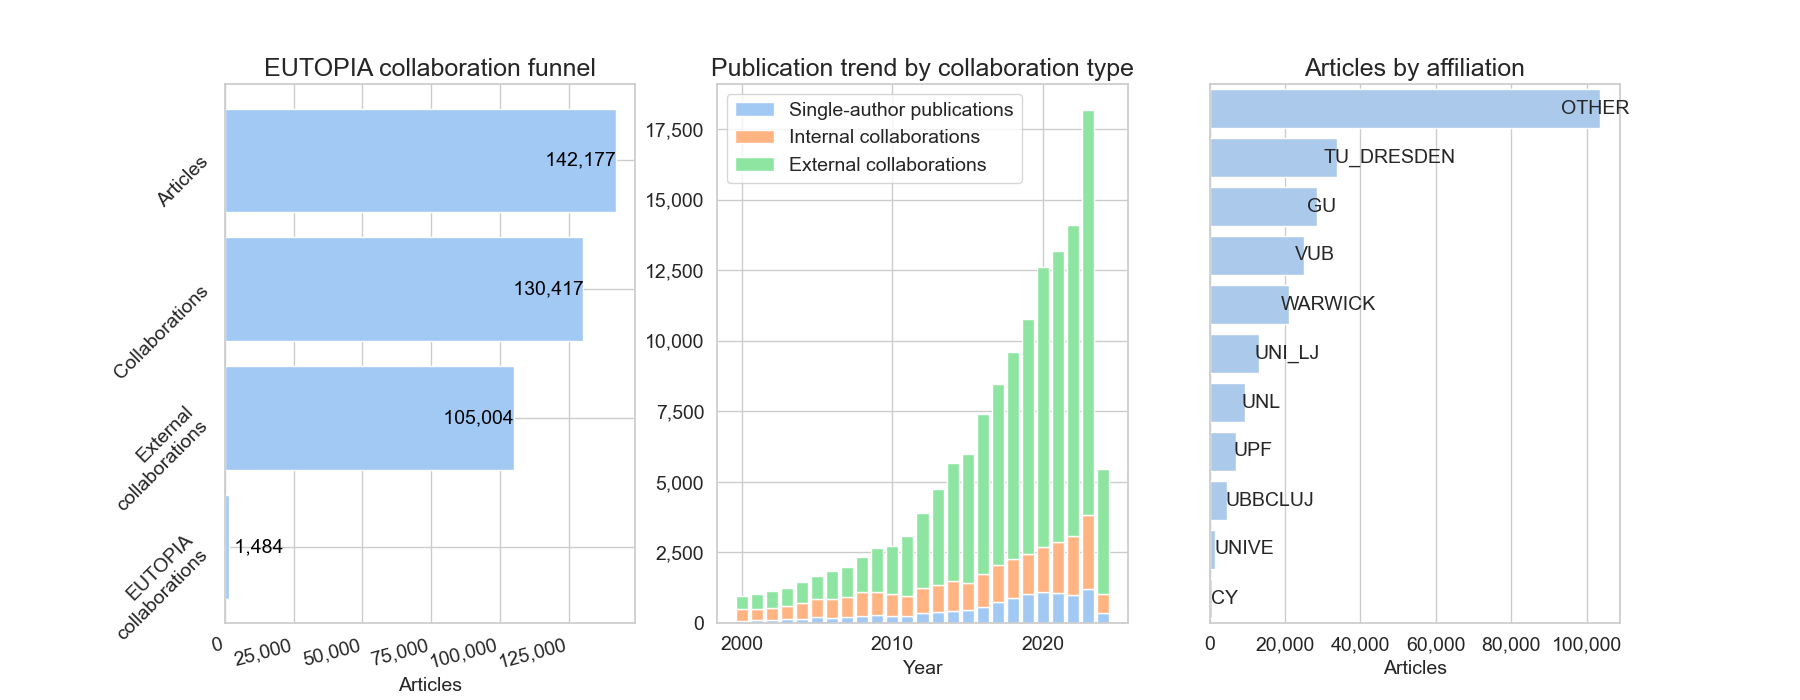 EUTOPIA collaboration funnel
Articles
Collaborations
External
collaborations
EUTOPIA
collaborations
142,177
130,417
105,004
1,484
0
25,000
50,000
75,000
100,000
125,000
Articles
Publication trend by collaboration type
Single-author publications
Internal collaborations
External collaborations
17,500
15,000
12,500
10,000
7,500
5,000
2,500
0
2000
2010
2020
Year
Articles by affiliation
OTHER
TU_DRESDEN
GU
VUB
WARWICK
UNI_LJ
UNL
UPF
UBBCLUJ
UNIVE
CY
0
20,000
40,000
60,000
80,000
100,000
Articles